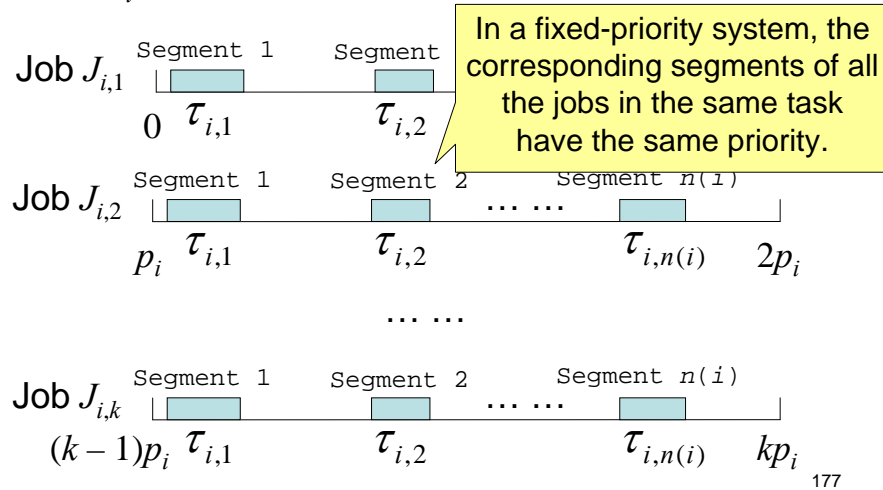 Segment 1 Segment
In a fixed-priority system, the
corresponding segments of all
the jobs in the same task
have the same priority.
Job J_{i,1}
0 τ_{i,1} τ_{i,2}
Segment 1 Segment 2 Segment n(i)
Job J_{i,2} ... ...
p_i τ_{i,1} τ_{i,2} τ_{i,n(i)} 2p_i
... ...
Segment 1 Segment 2 Segment n(i)
Job J_{i,k} ... ...
(k – 1)p_i τ_{i,1} τ_{i,2} τ_{i,n(i)} kp_i
177